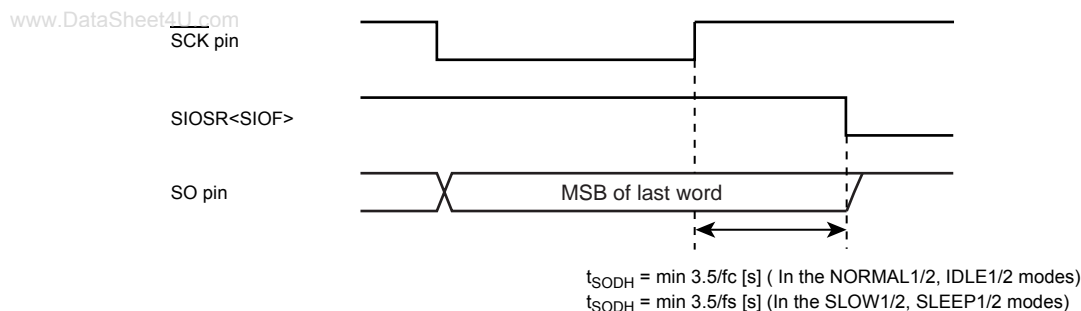 www.DataSheet4U.com
SCK pin
SIOSR<SIOF>
SO pin
MSB of last word
tSODH = min 3.5/fc [s] ( In the NORMAL1/2, IDLE1/2 modes)
tSODH = min 3.5/fs [s] (In the SLOW1/2, SLEEP1/2 modes)